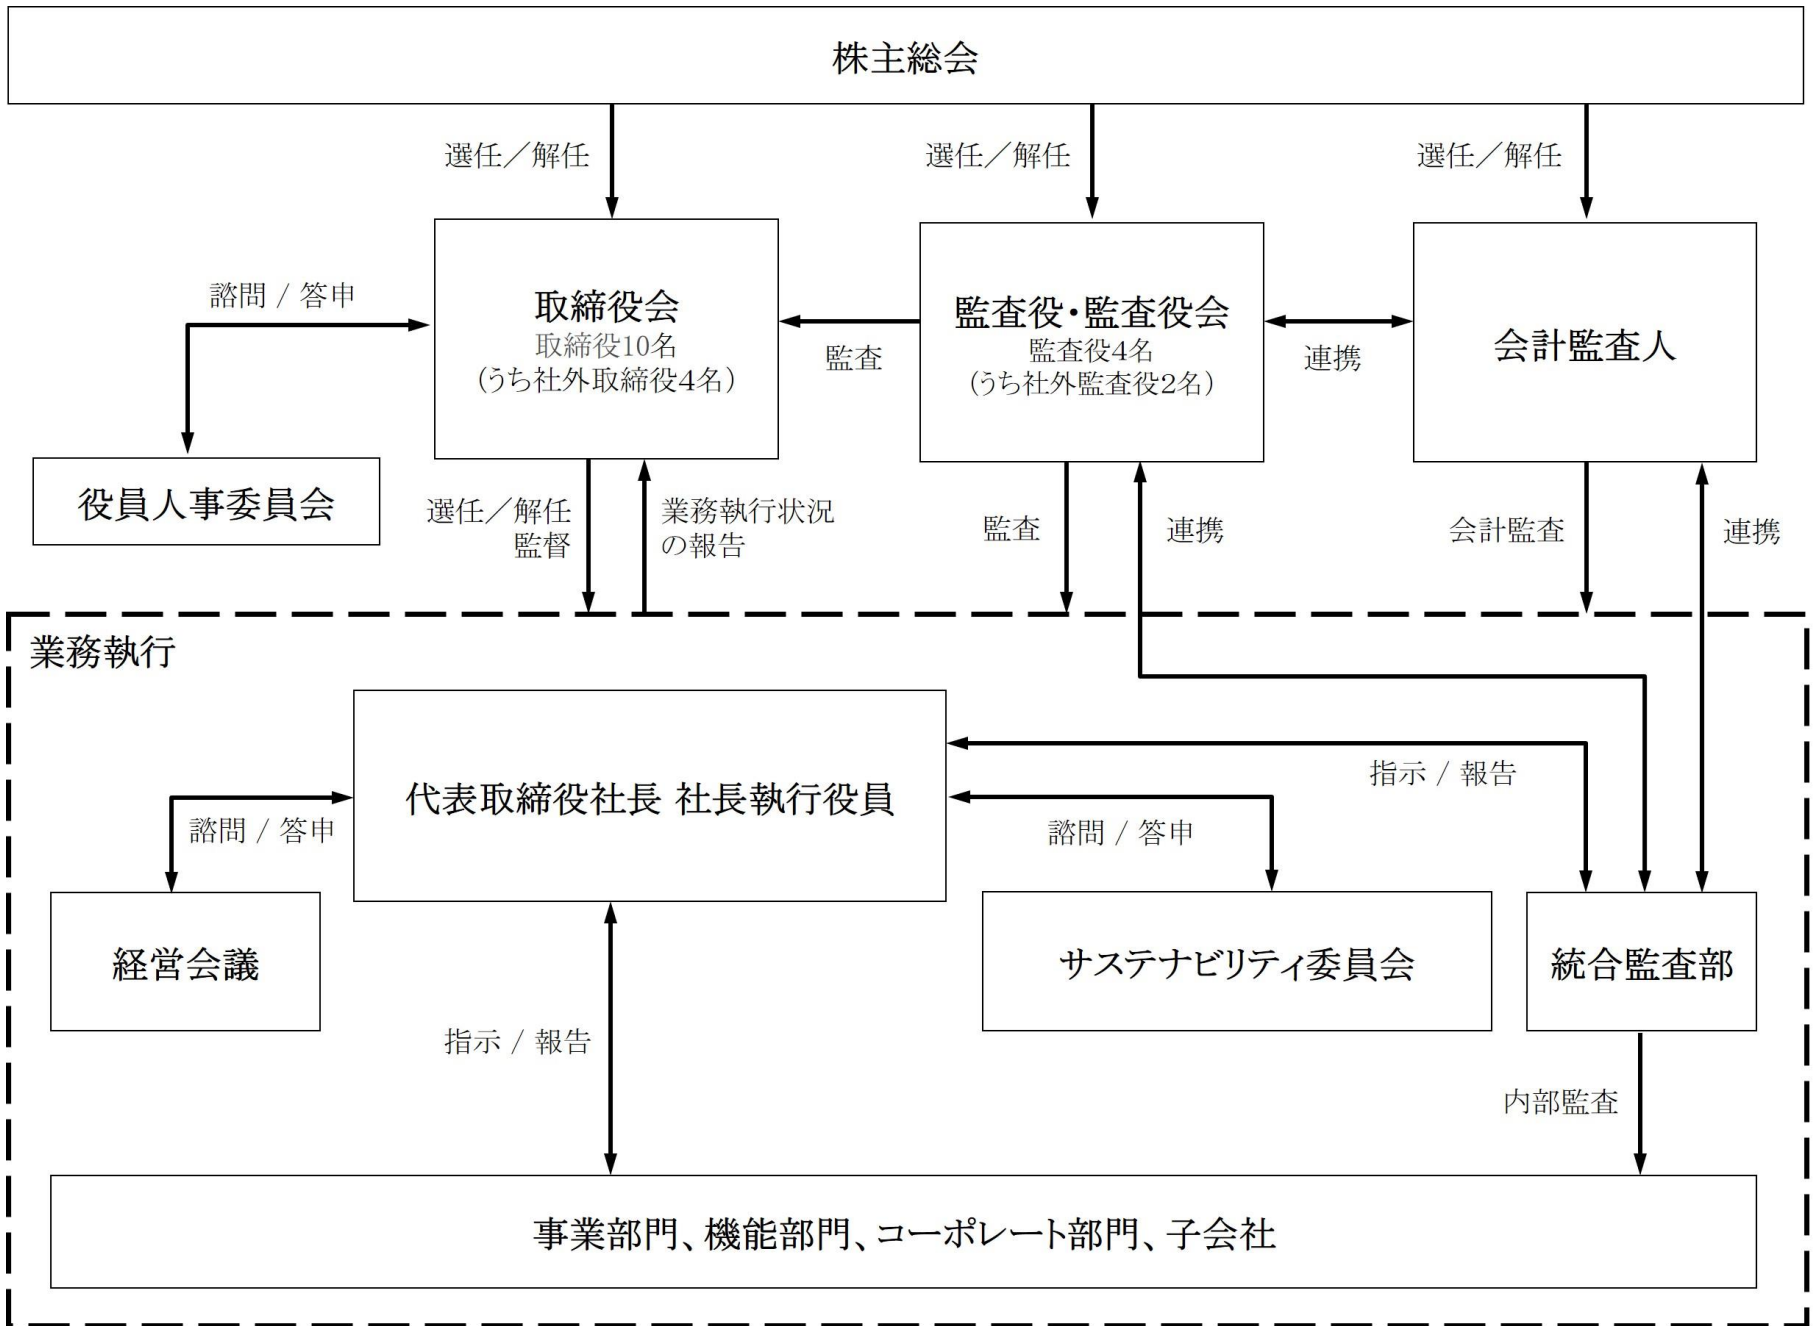 株主総会
選任／解任
選任／解任
選任／解任
諮問 / 答申
取締役会
取締役10名
（うち社外取締役4名）
監査
監査役・監査役会
監査役4名
（うち社外監査役2名）
連携
会計監査人
役員人事委員会
選任／解任
監督
業務執行状況
の報告
監査
連携
会計監査
連携
業務執行
代表取締役社長 社長執行役員
指示 / 報告
諮問 / 答申
諮問 / 答申
経営会議
サステナビリティ委員会
統合監査部
指示 / 報告
内部監査
事業部門、機能部門、コーポレート部門、子会社